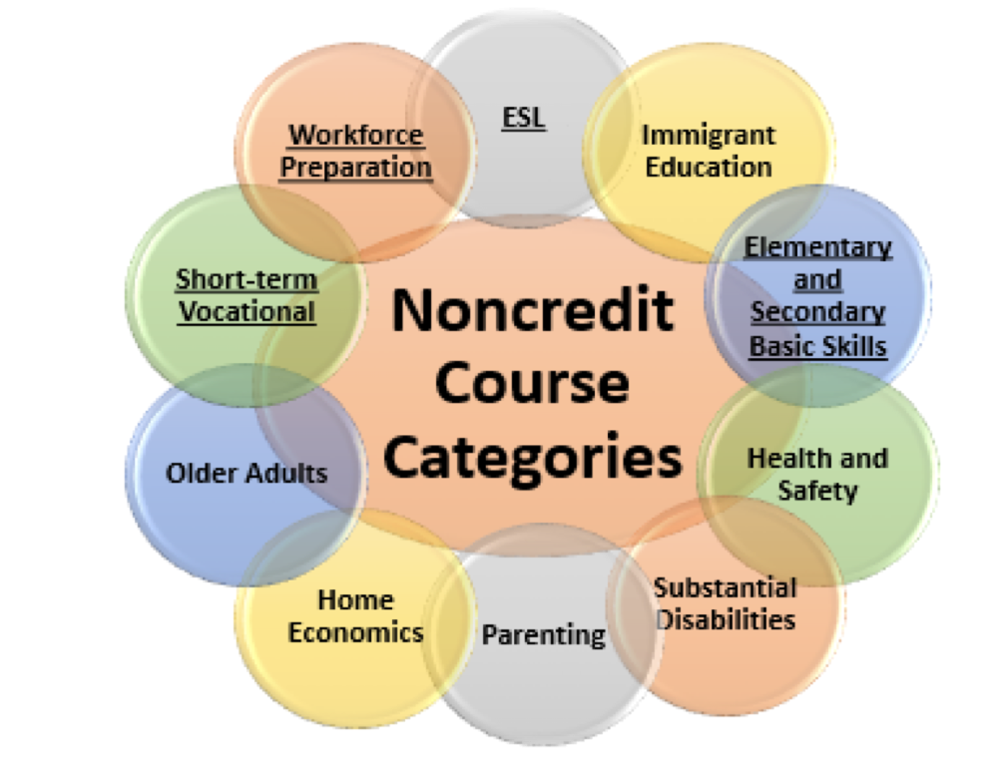 Noncredit
Course
Categories
ESL
Immigrant
Education
Elementary
and
Secondary
Basic Skills
Health and
Safety
Substantial
Disabilities
Parenting
Home
Economics
Older Adults
Short-term
Vocational
Workforce
Preparation